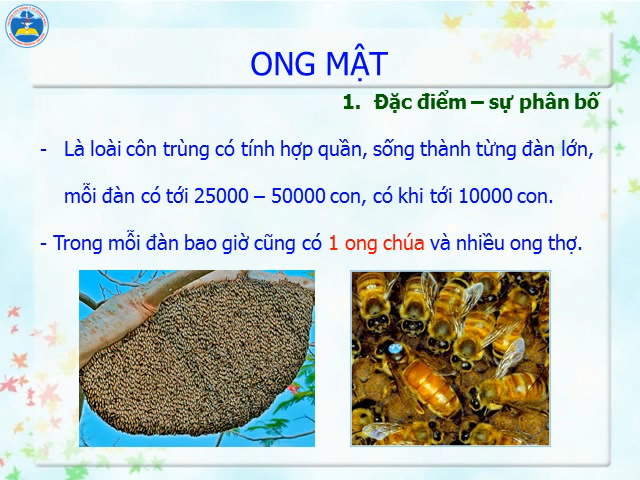 ONG MẬT
1. Đặc điểm – sự phân bố
- Là loài côn trùng có tính hợp quần, sống thành từng đàn lớn,
mỗi đàn có tới 25000 – 50000 con, có khi tới 10000 con.
- Trong mỗi đàn bao giờ cũng có 1 ong chúa và nhiều ong thợ.